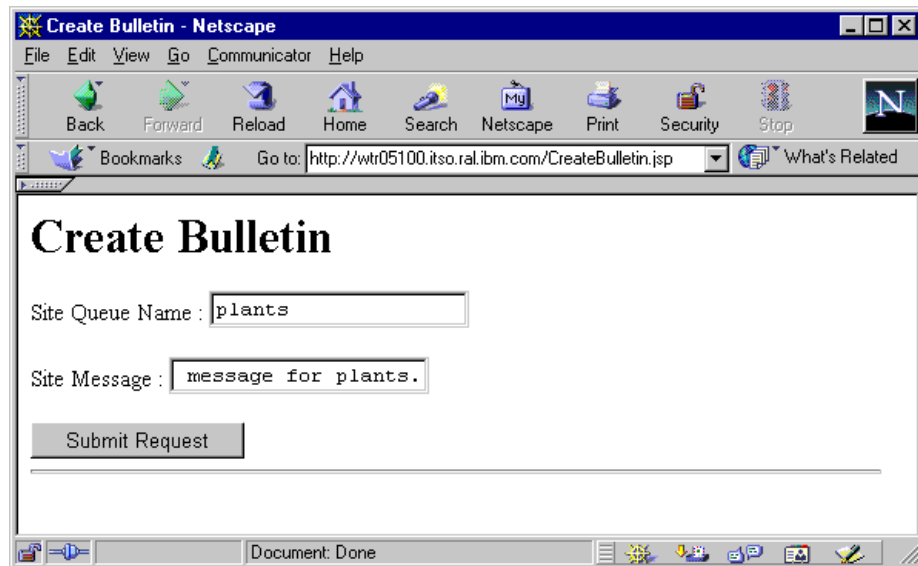 Create Bulletin - Netscape
File Edit View Go Communicator Help
Back Forward Reload Home Search Netscape Print Security Stop
My
N
Bookmarks Go to: http://wtr05100.itso.ral.ibm.com/CreateBulletin.jsp What's Related
Create Bulletin
Site Queue Name : plants
Site Message : message for plants.
Submit Request
Document: Done